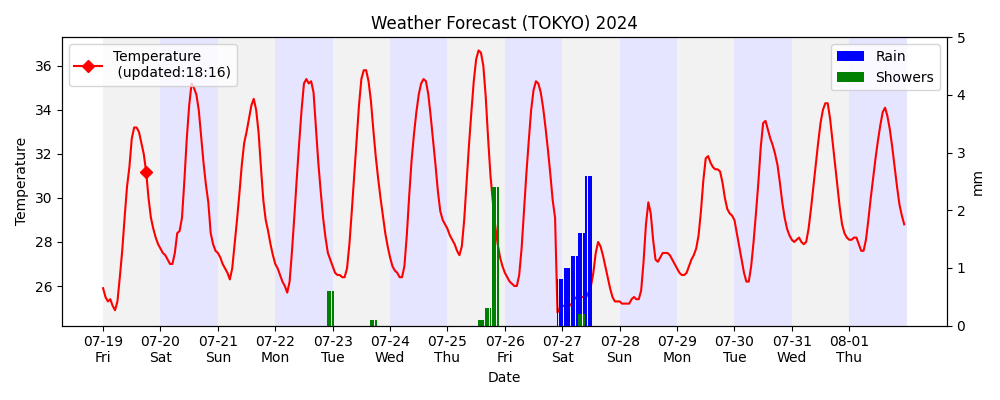 Weather Forecast (TOKYO) 2024
Temperature
(updated:18:16)
Rain
Showers
Temperature
36
34
32
30
28
26
5
4
3
2
1
0
mm
07-19 07-20 07-21 07-22 07-23 07-24 07-25 07-26 07-27 07-28 07-29 07-30 07-31 08-01
Fri Sat Sun Mon Tue Wed Thu Fri Sat Sun Mon Tue Wed Thu
Date